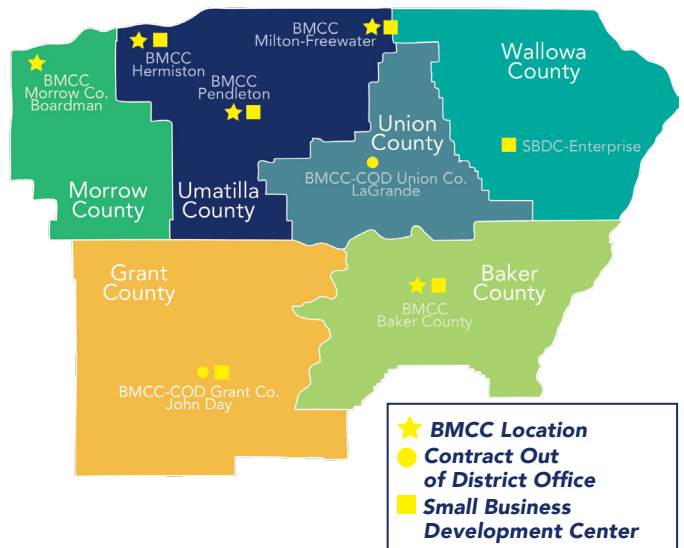 BMCC
Milton-Freewater
BMCC
Hermiston
BMCC
Morrow Co.
Boardman
BMCC
Pendleton
Wallowa
County
Union
County
SBDC-Enterprise
BMCC-COD Union Co.
LaGrande
Morrow
County
Umatilla
County
Grant
County
Baker
County
BMCC
Baker County
BMCC-COD Grant Co.
John Day
BMCC Location
Contract Out
of District Office
Small Business
Development Center